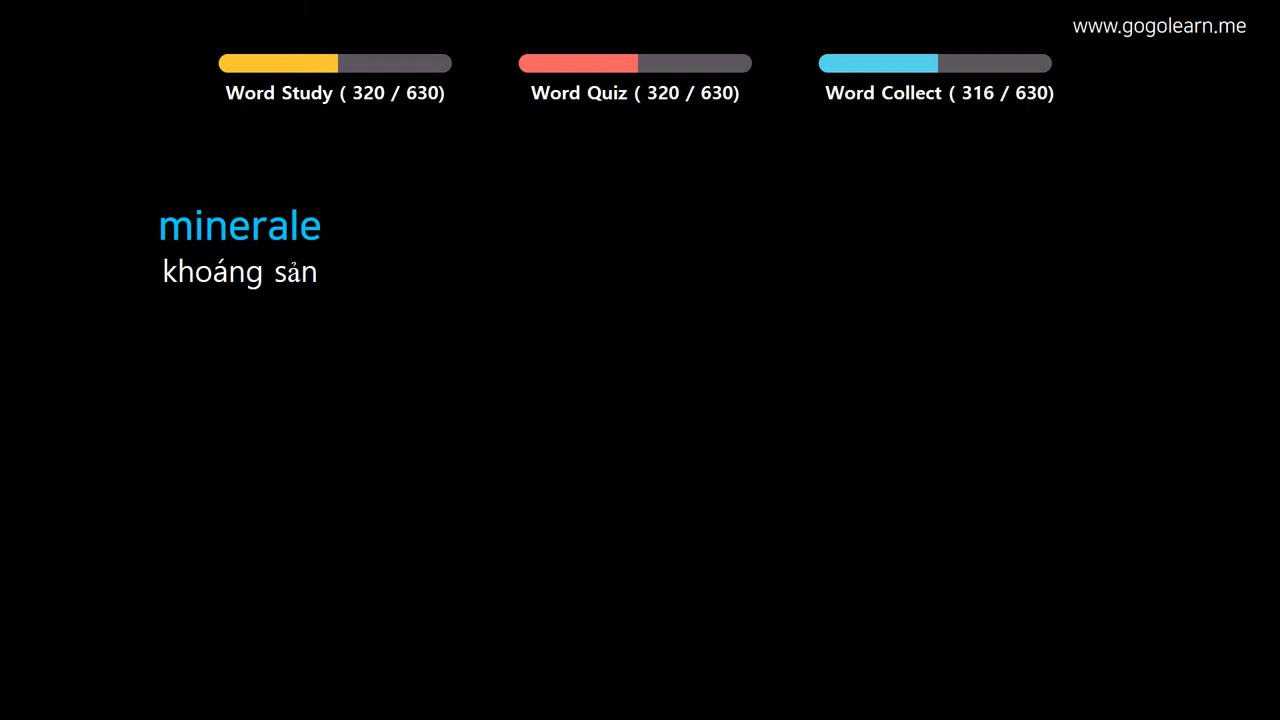 www.gogolearn.me
Word Study ( 320 / 630)
Word Quiz ( 320 / 630)
Word Collect ( 316 / 630)
minerale
khoáng sản